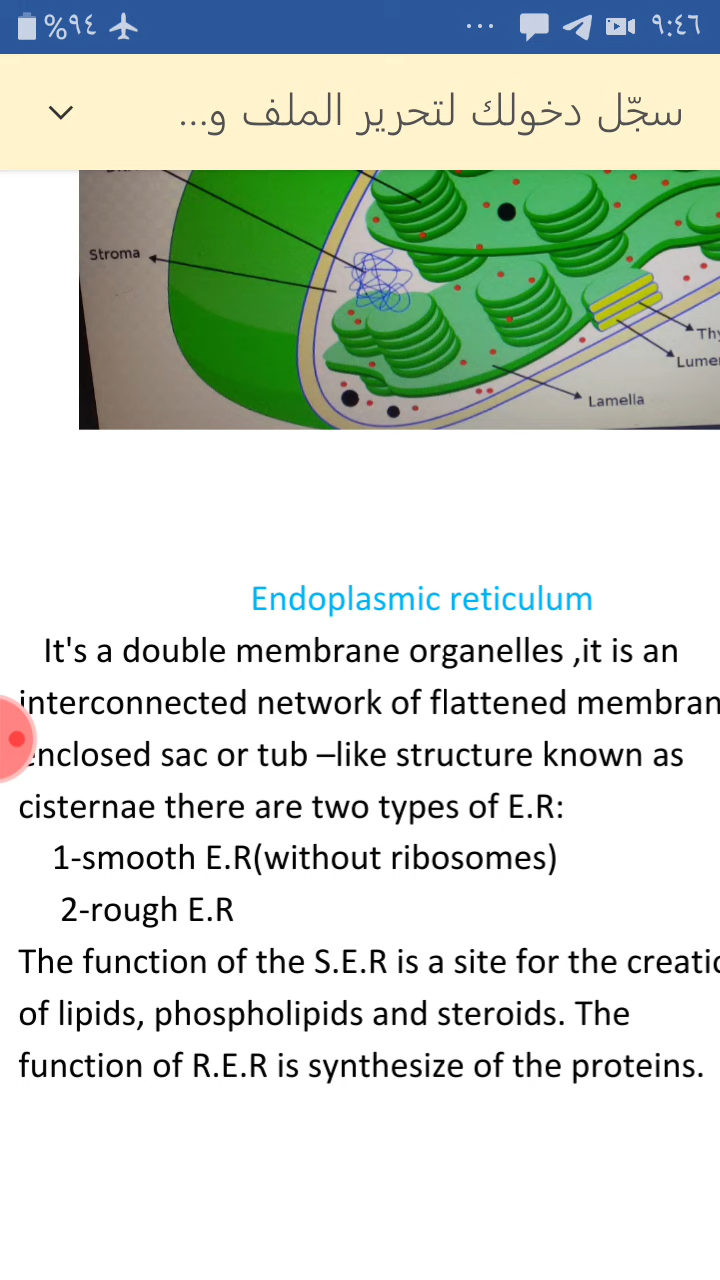 %٩٤
٩:٤٦
سجّل دخولك لتحرير الملف و...
Stroma
Lamella
Endoplasmic reticulum
It's a double membrane organelles ,it is an
interconnected network of flattened membran
enclosed sac or tub –like structure known as
cisternae there are two types of E.R:
1-smooth E.R(without ribosomes)
2-rough E.R
The function of the S.E.R is a site for the creatic
of lipids, phospholipids and steroids. The
function of R.E.R is synthesize of the proteins.